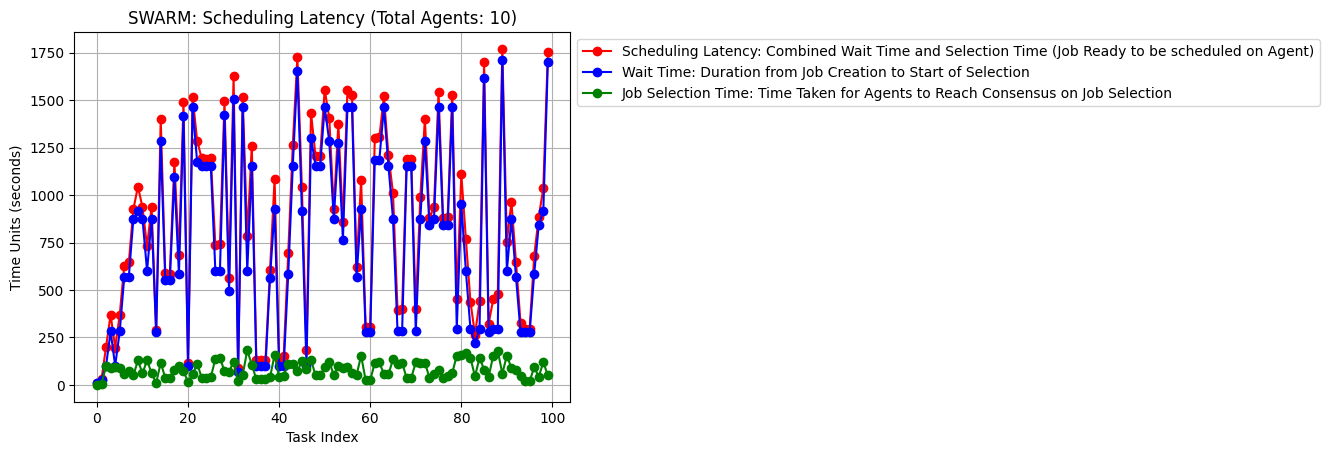 SWARM: Scheduling Latency (Total Agents: 10)
Scheduling Latency: Combined Wait Time and Selection Time (Job Ready to be scheduled on Agent)
Wait Time: Duration from Job Creation to Start of Selection
Job Selection Time: Time Taken for Agents to Reach Consensus on Job Selection
Time Units (seconds)
1750
1500
1250
1000
750
500
250
0
0
20
40
60
80
100
Task Index